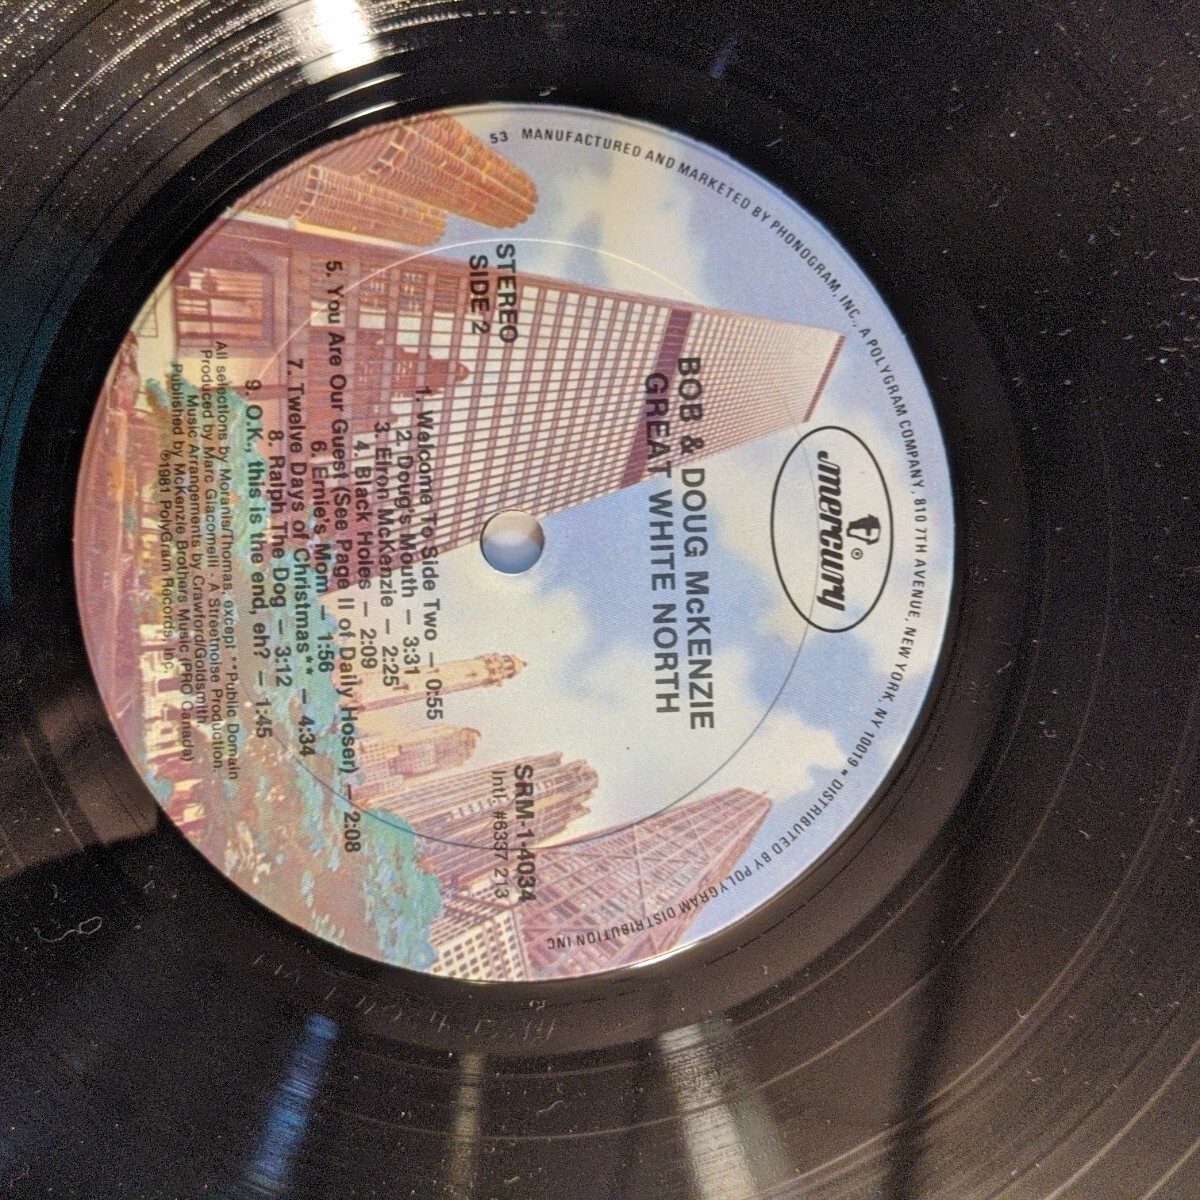 mercury
®
BOB & DOUG McKENZIE
GREAT WHITE NORTH
STEREO
SIDE 2
SRM-1-4034
Intl. #6337 213
1. Welcome To Side Two — 0:55
2. Doug's Mouth — 3:31
3. Elron McKenzie — 2:25
4. Black Holes — 2:09
5. You Are Our Guest (See Page II of Daily Hoser) — 2:08
6. Ernie's Mom — 1:56
7. Twelve Days of Christmas** — 4:34
8. Ralph The Dog — 3:12
9. O.K., this is the end, eh? — 1:45
All selections by Moranis/Thomas, except **Public Domain
Produced by Marc Giacomelli · A Streetnoise Production.
Music Arrangements by Crawford/Goldsmith.
Published by McKenzie Brothers Music (PRO Canada)
℗1981 PolyGram Records, Inc.
53 MANUFACTURED AND MARKETED BY PHONOGRAM, INC., A POLYGRAM COMPANY, 810 7TH AVENUE, NEW YORK, NY 10019 • DISTRIBUTED BY POLYGRAM DISTRIBUTION INC